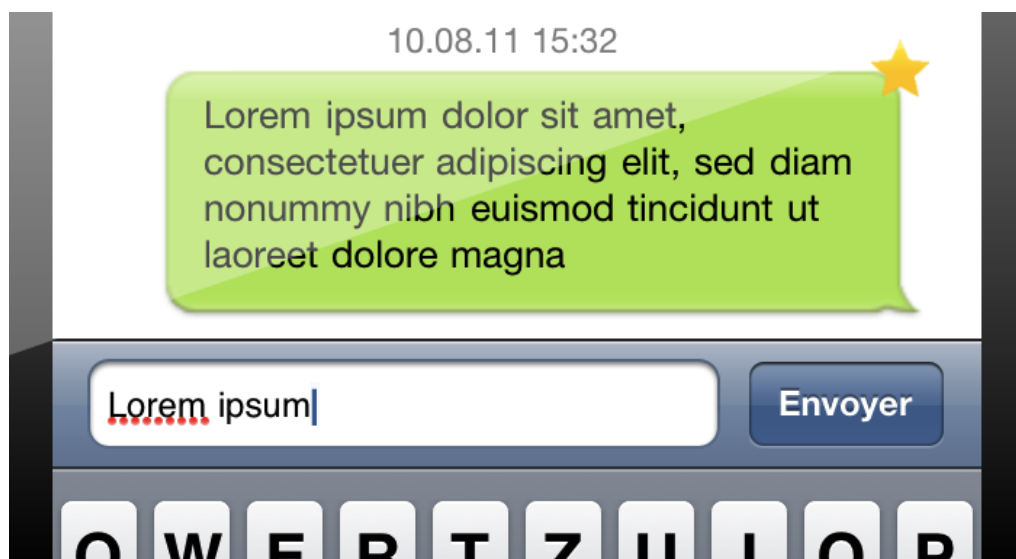 10.08.11 15:32
Lorem ipsum dolor sit amet,
consectetuer adipiscing elit, sed diam
nonummy nibh euismod tincidunt ut
laoreet dolore magna
Lorem ipsum
Envoyer
Q W E R T Z U I O P